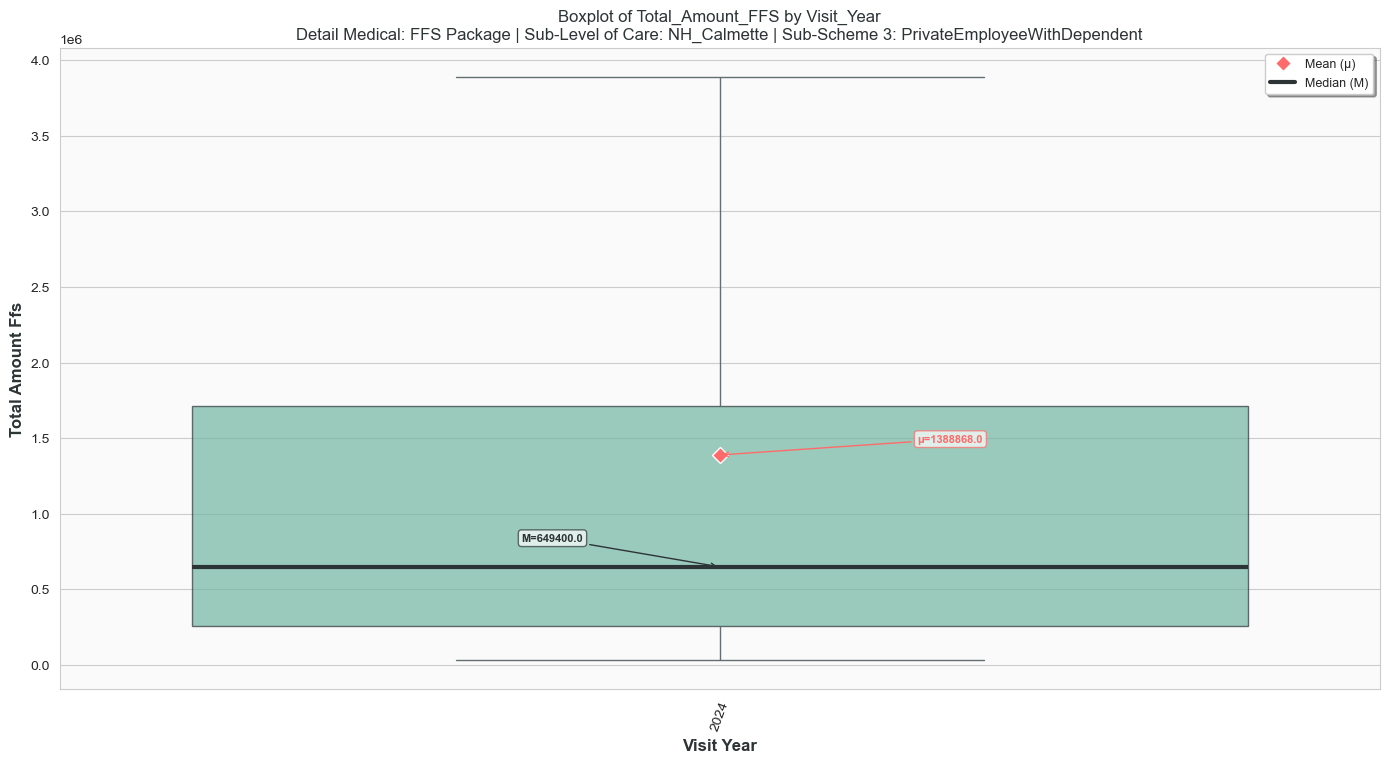 Boxplot of Total_Amount_FFS by Visit_Year
Detail Medical: FFS Package | Sub-Level of Care: NH_Calmette | Sub-Scheme 3: PrivateEmployeeWithDependent
1e6
Mean (μ)
Median (M)
4.0
3.5
3.0
2.5
2.0
1.5
1.0
0.5
0.0
Total Amount Ffs
μ=1388868.0
M=649400.0
2024
Visit Year